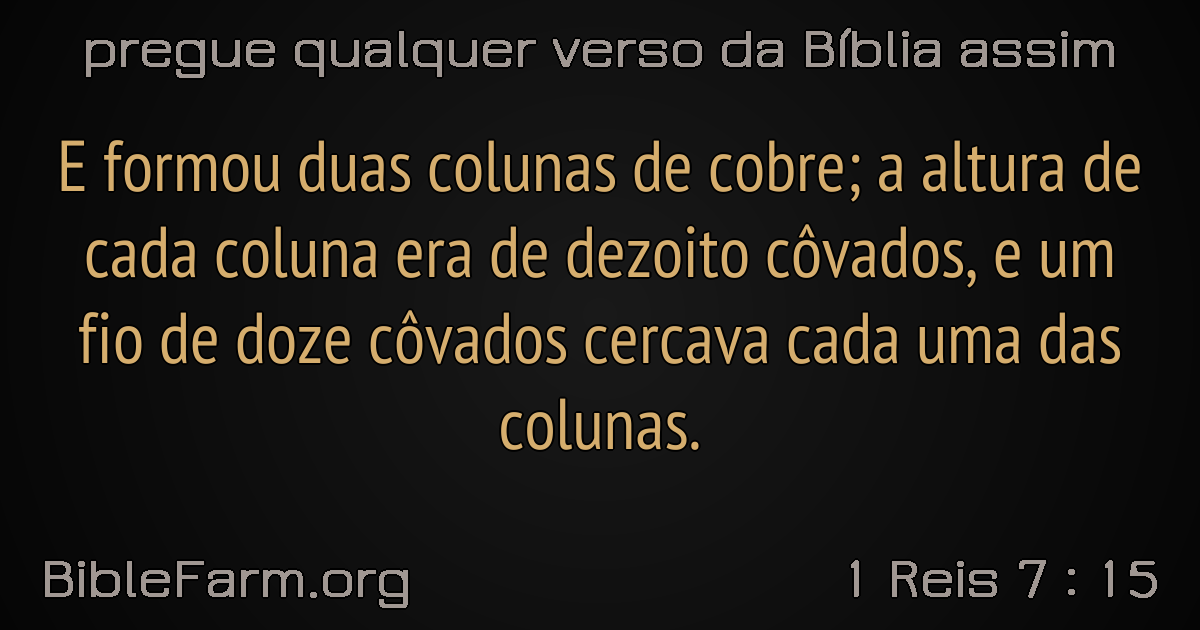 pregue qualquer verso da Bíblia assim
E formou duas colunas de cobre; a altura de
cada coluna era de dezoito côvados, e um
fio de doze côvados cercava cada uma das
colunas.
BibleFarm.org
1 Reis 7 : 15